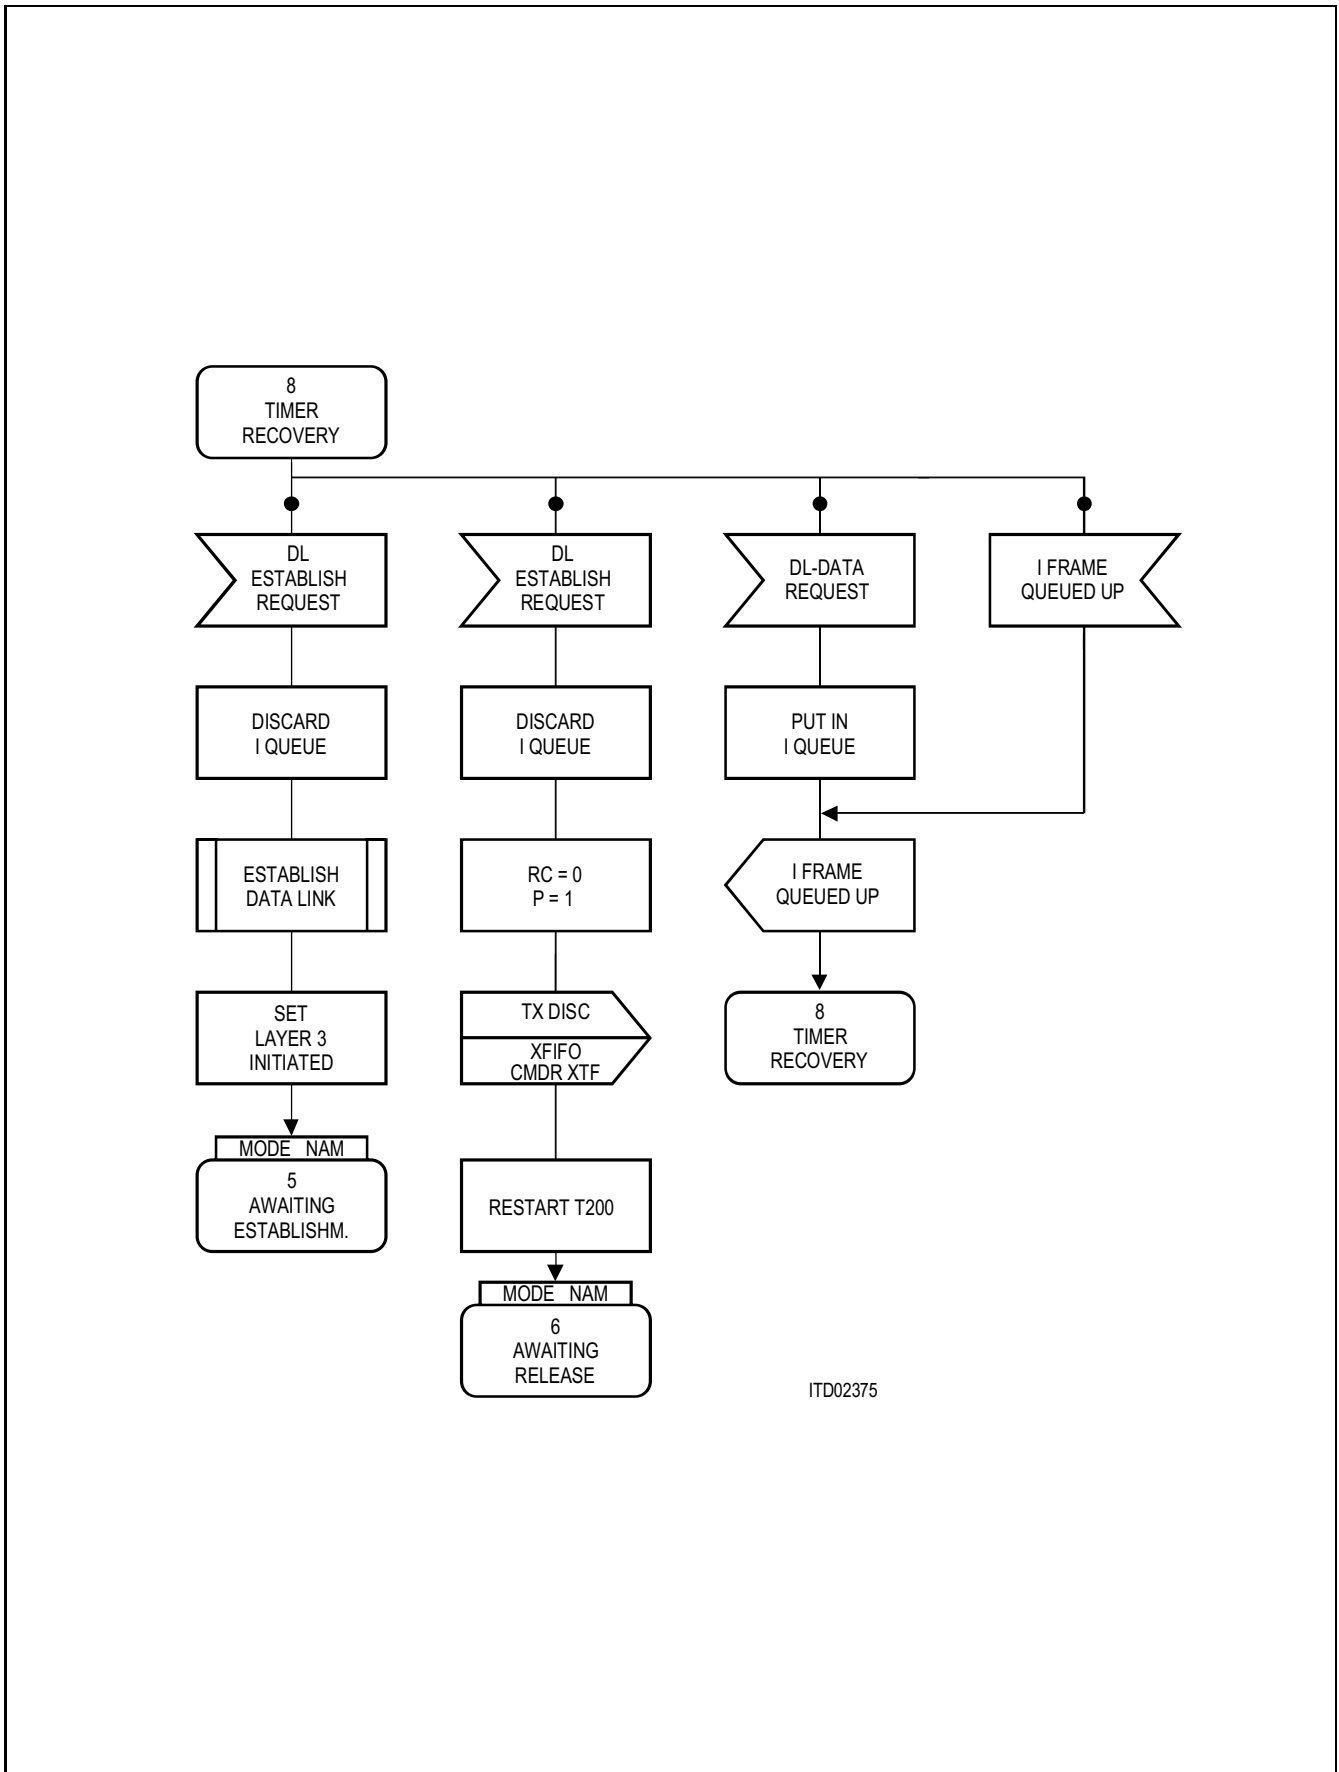 8
TIMER
RECOVERY
DL
ESTABLISH
REQUEST
DL
ESTABLISH
REQUEST
DL-DATA
REQUEST
I FRAME
QUEUED UP
DISCARD
I QUEUE
DISCARD
I QUEUE
PUT IN
I QUEUE
ESTABLISH
DATA LINK
RC = 0
P = 1
I FRAME
QUEUED UP
SET
LAYER 3
INITIATED
TX DISC
XFIFO
CMDR XTF
8
TIMER
RECOVERY
MODE NAM
5
AWAITING
ESTABLISHM.
RESTART T200
MODE NAM
6
AWAITING
RELEASE
ITD02375